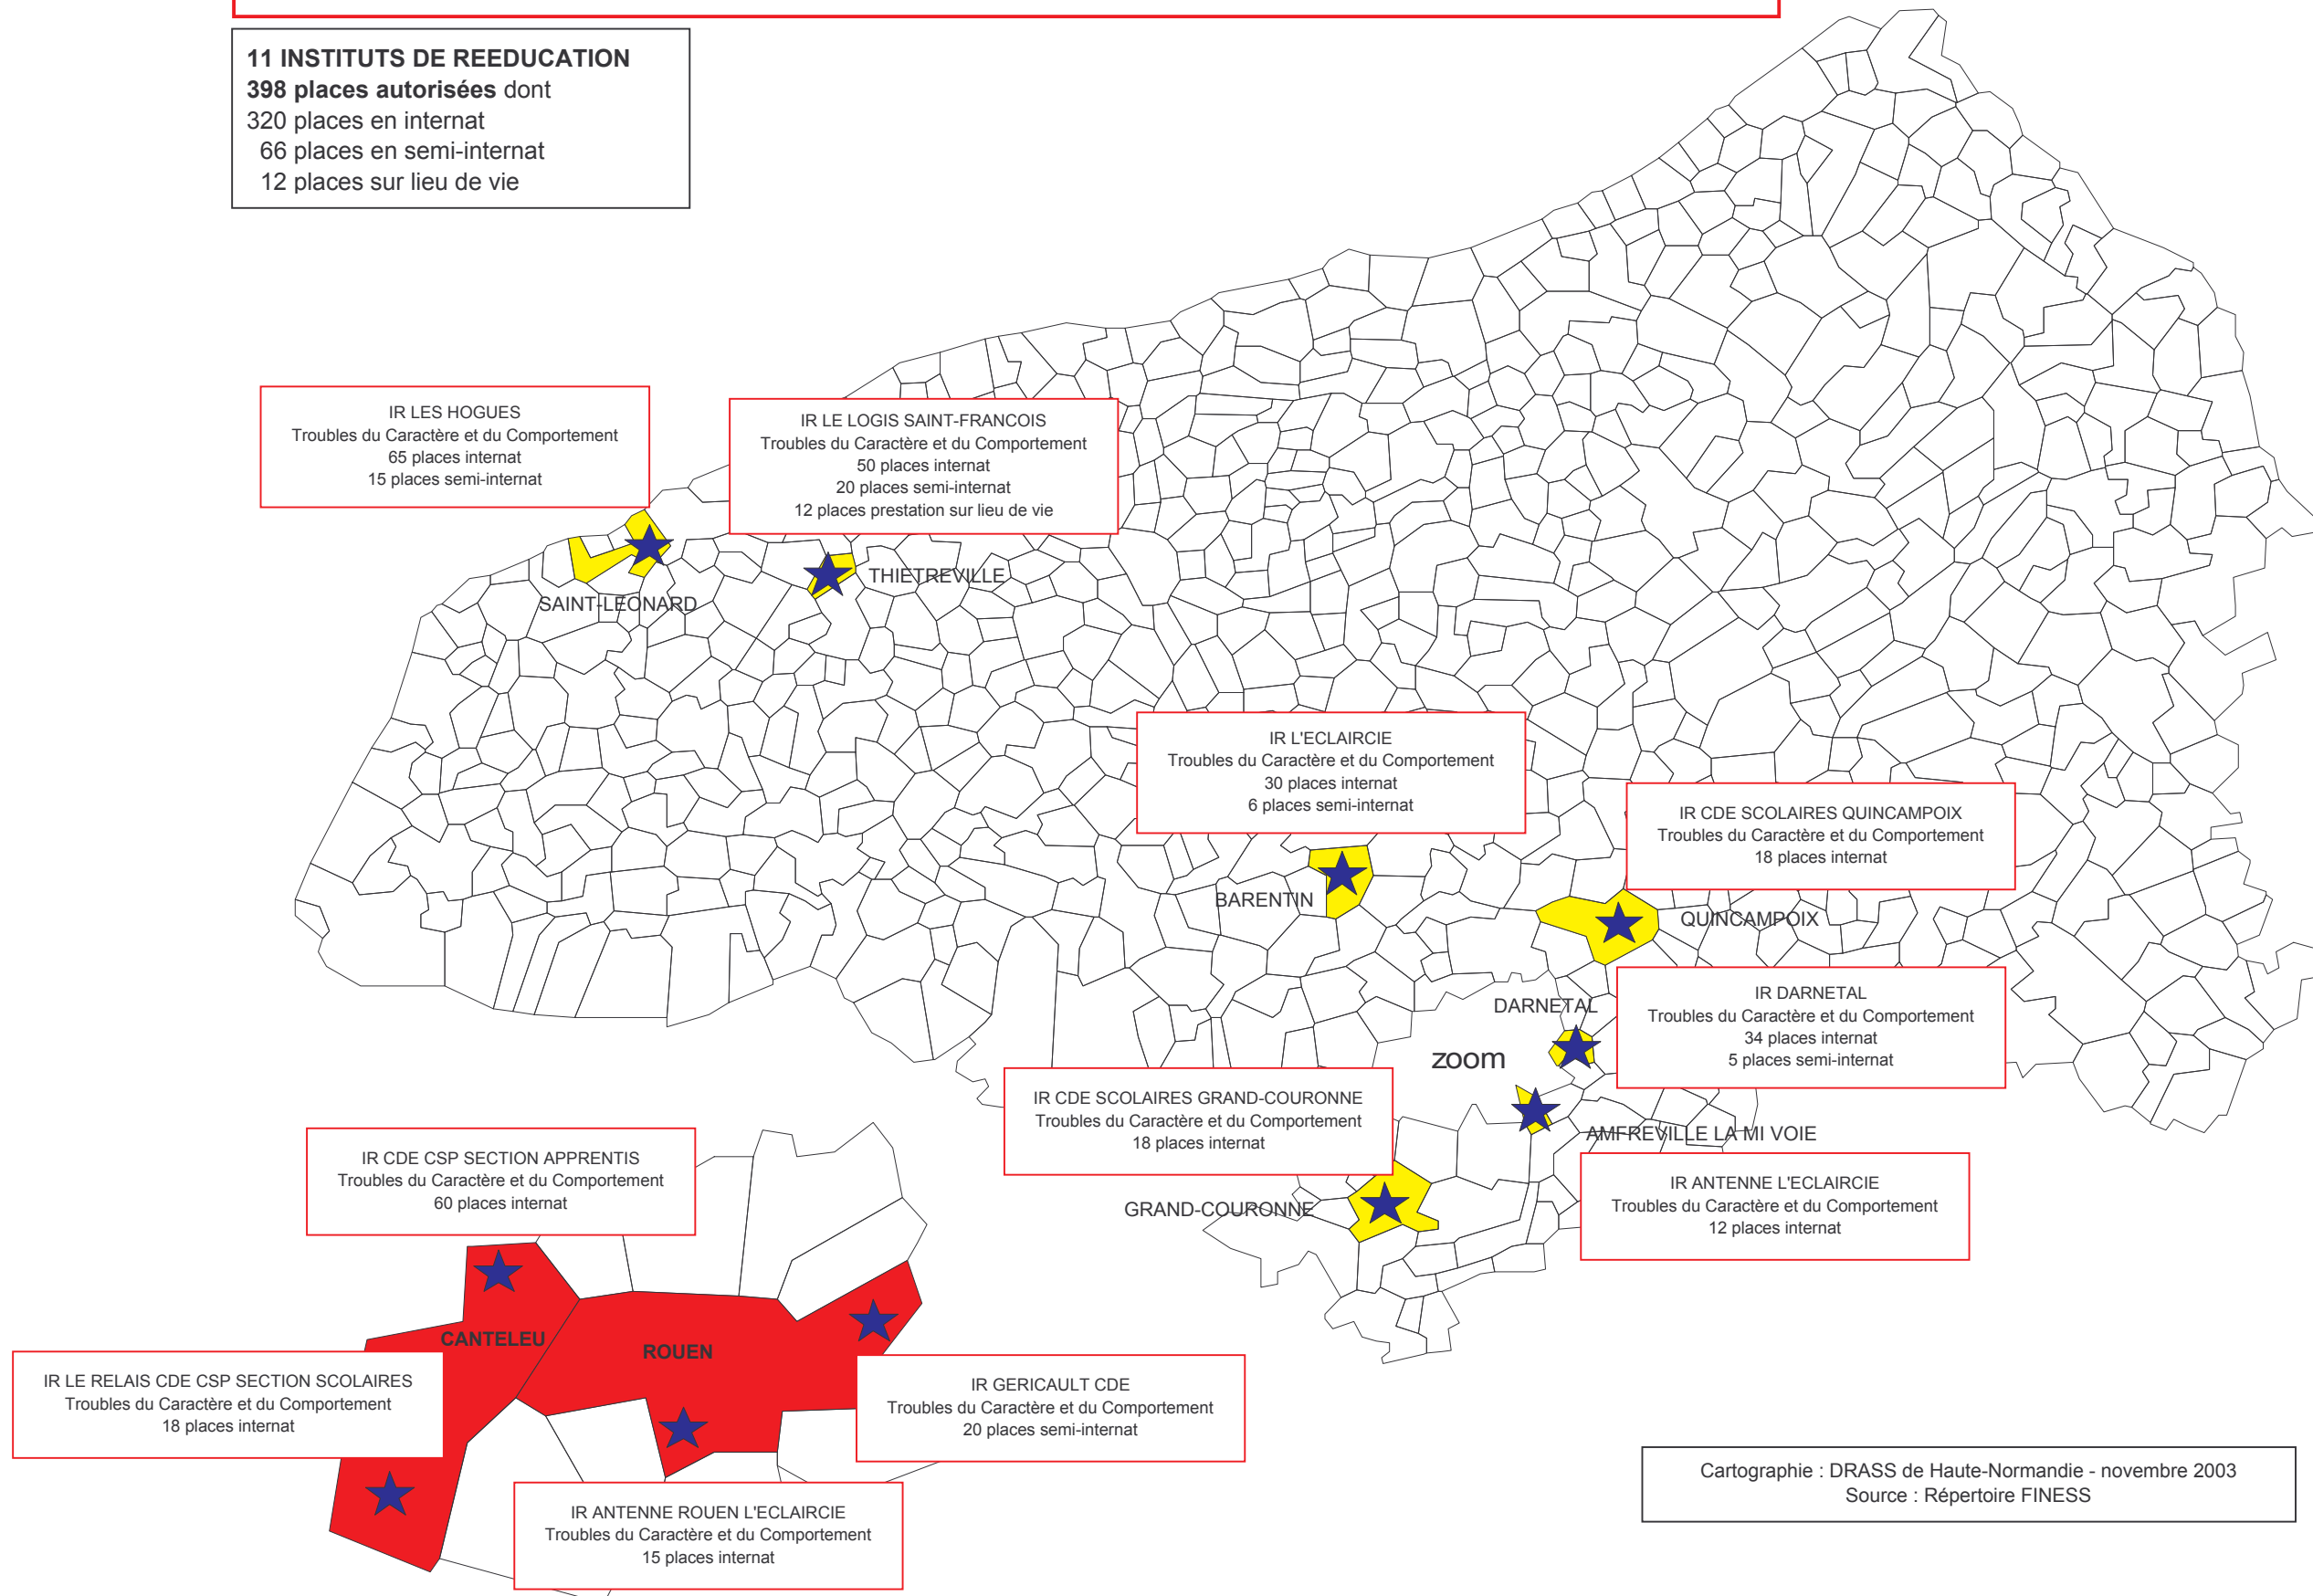 11 INSTITUTS DE REEDUCATION
398 places autorisées dont
320 places en internat
66 places en semi-internat
12 places sur lieu de vie
IR LES HOGUES
Troubles du Caractère et du Comportement
65 places internat
15 places semi-internat
IR LE LOGIS SAINT-FRANCOIS
Troubles du Caractère et du Comportement
50 places internat
20 places semi-internat
12 places prestation sur lieu de vie
THIETREVILLE
SAINT-LEONARD
IR L'ECLAIRCIE
Troubles du Caractère et du Comportement
30 places internat
6 places semi-internat
IR CDE SCOLAIRES QUINCAMPOIX
Troubles du Caractère et du Comportement
18 places internat
BARENTIN
QUINCAMPOIX
DARNETAL
IR DARNETAL
Troubles du Caractère et du Comportement
34 places internat
5 places semi-internat
zoom
IR CDE SCOLAIRES GRAND-COURONNE
Troubles du Caractère et du Comportement
18 places internat
AMFREVILLE LA MI VOIE
IR ANTENNE L'ECLAIRCIE
Troubles du Caractère et du Comportement
12 places internat
GRAND-COURONNE
IR CDE CSP SECTION APPRENTIS
Troubles du Caractère et du Comportement
60 places internat
CANTELEU
ROUEN
IR LE RELAIS CDE CSP SECTION SCOLAIRES
Troubles du Caractère et du Comportement
18 places internat
IR GERICAULT CDE
Troubles du Caractère et du Comportement
20 places semi-internat
IR ANTENNE ROUEN L'ECLAIRCIE
Troubles du Caractère et du Comportement
15 places internat
Cartographie : DRASS de Haute-Normandie - novembre 2003
Source : Répertoire FINESS